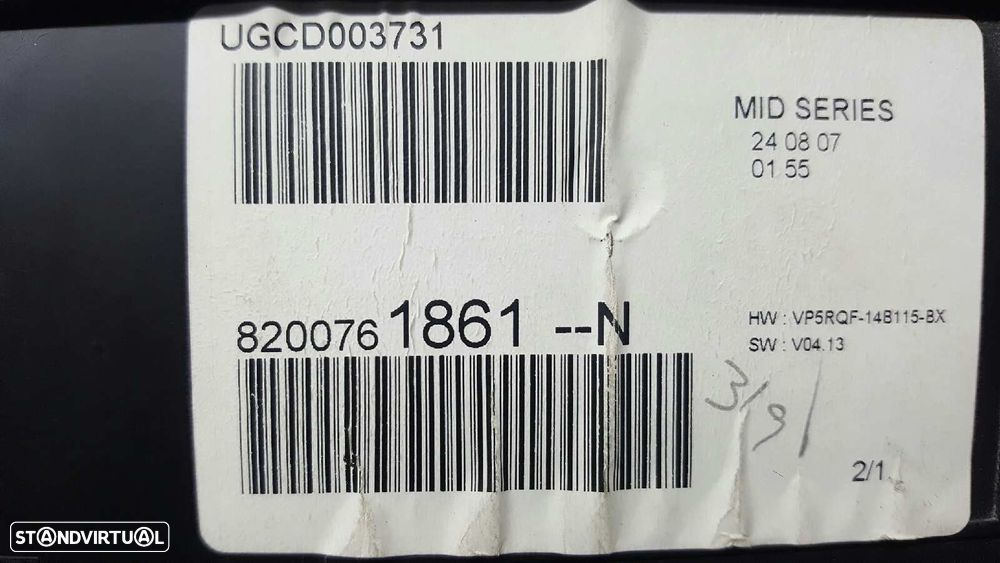 UGCD003731
MID SERIES
24 08 07
01 55
8200761861 --N
HW : VP5RQF-14B115-BX
SW : V04.13
3/9/
2/1
STANDVIRTUAL